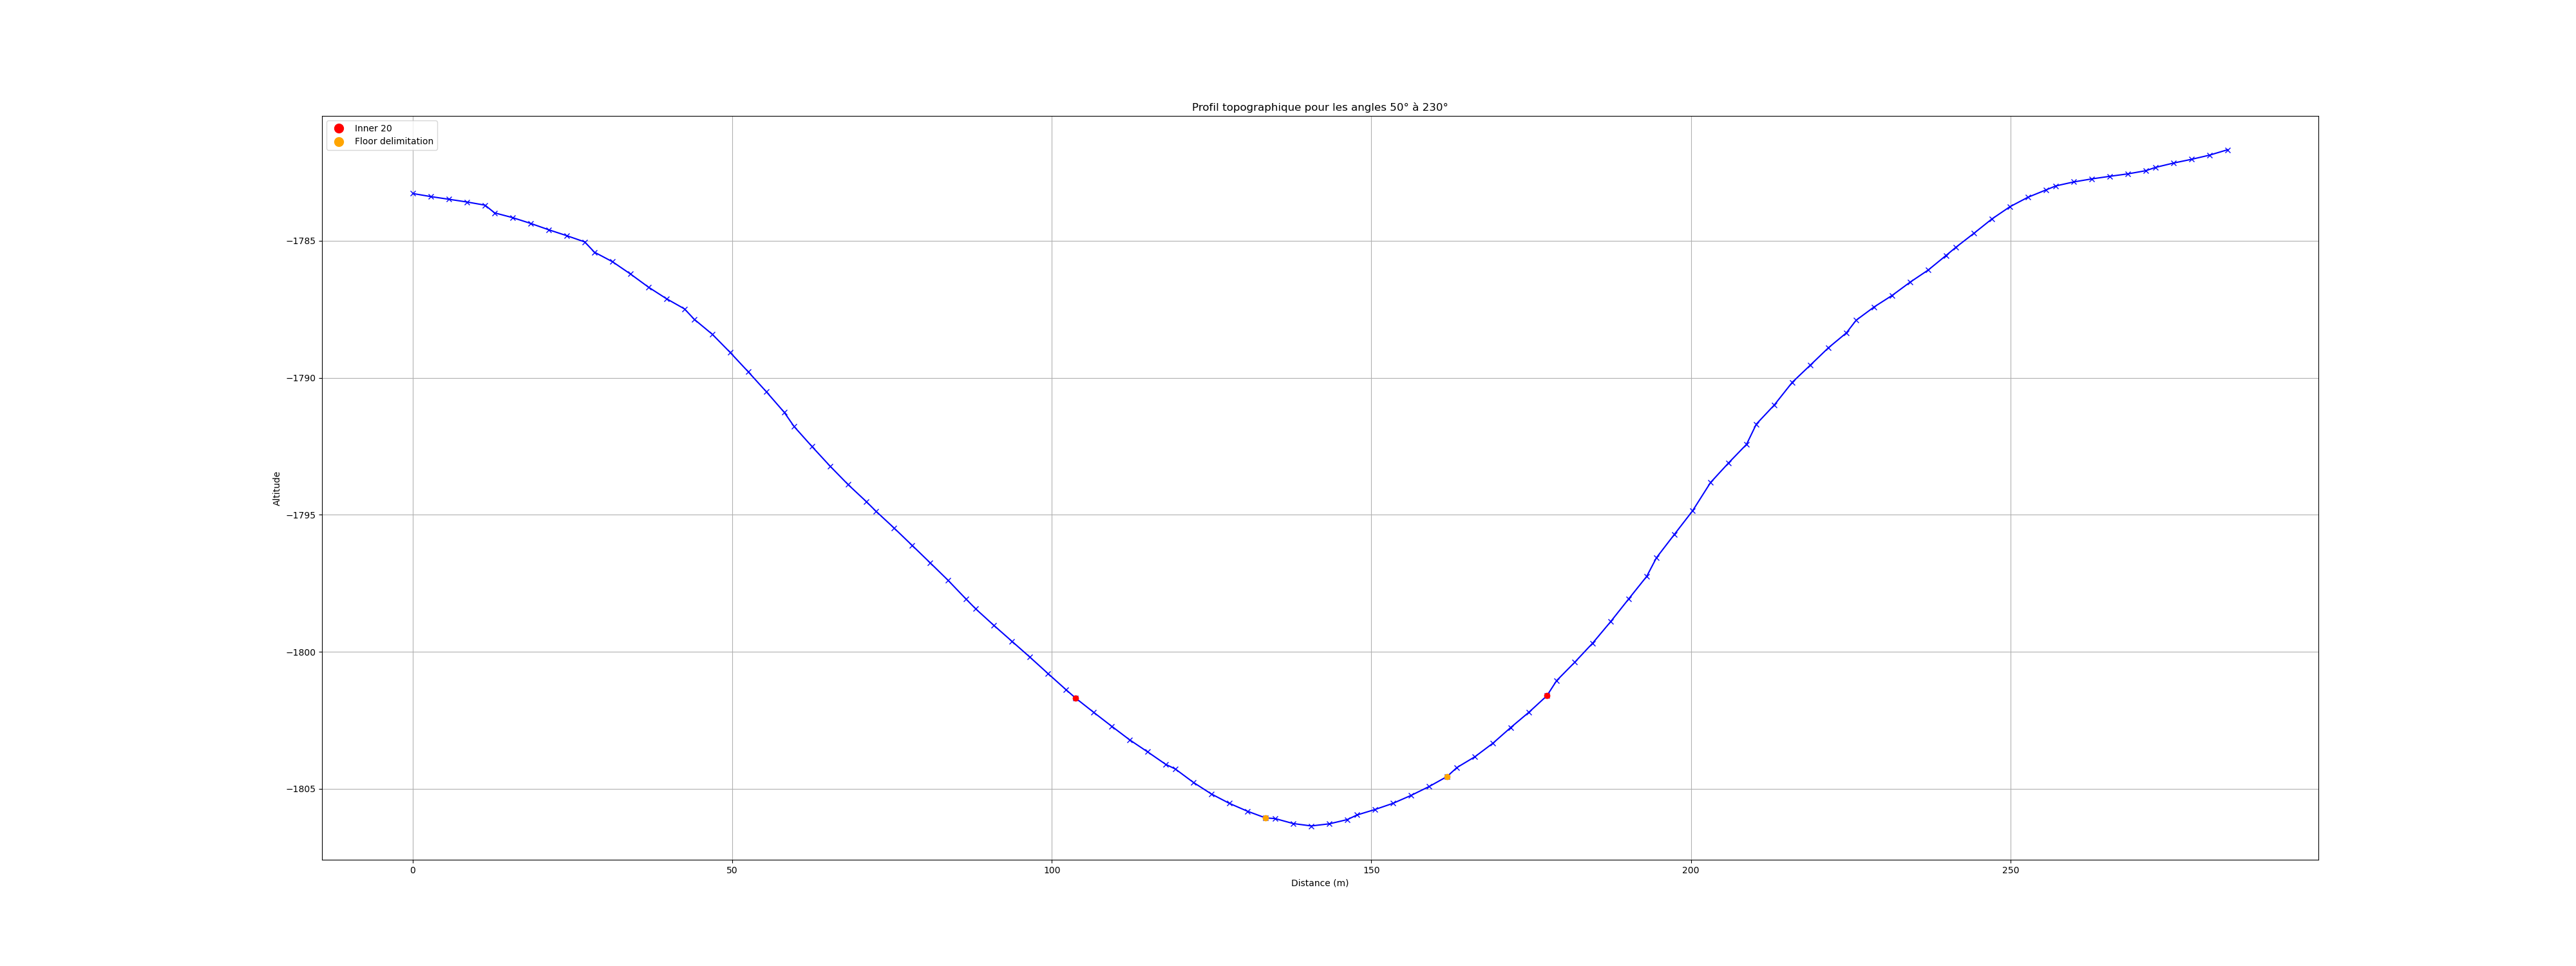 Profil topographique pour les angles 50° à 230°
Inner 20
Floor delimitation
Altitude
−1785
−1790
−1795
−1800
−1805
0 50 100 150 200 250
Distance (m)